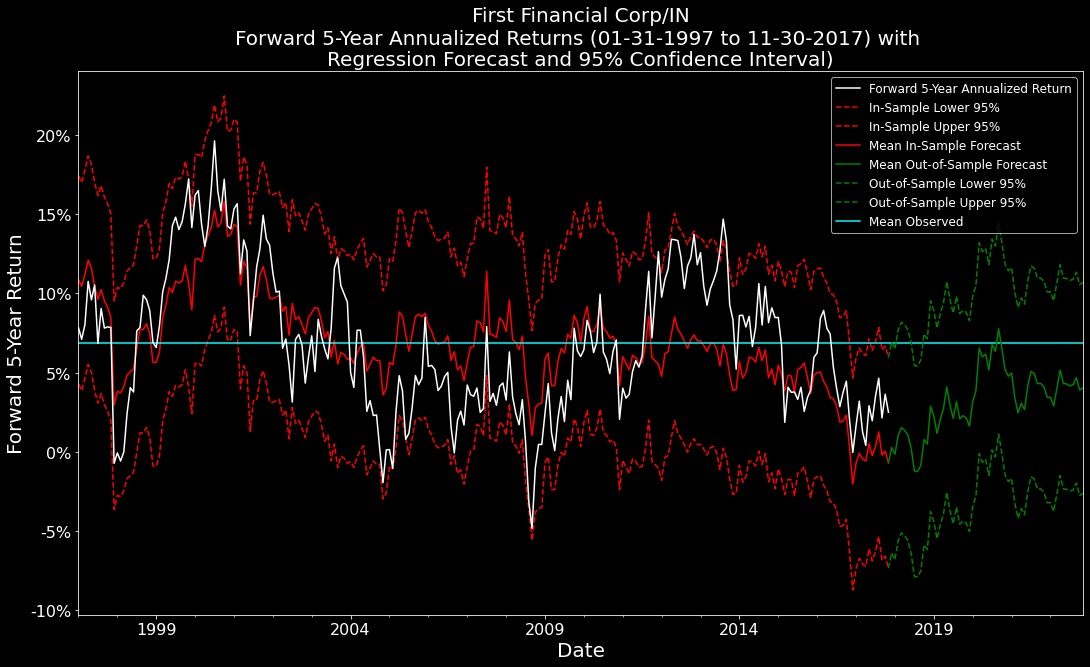 First Financial Corp/IN
Forward 5-Year Annualized Returns (01-31-1997 to 11-30-2017) with
Regression Forecast and 95% Confidence Interval)
Forward 5-Year Annualized Return
In-Sample Lower 95%
In-Sample Upper 95%
Mean In-Sample Forecast
Mean Out-of-Sample Forecast
Out-of-Sample Lower 95%
Out-of-Sample Upper 95%
Mean Observed
Forward 5-Year Return
20%
15%
10%
5%
0%
-5%
-10%
1999
2004
2009
2014
2019
Date